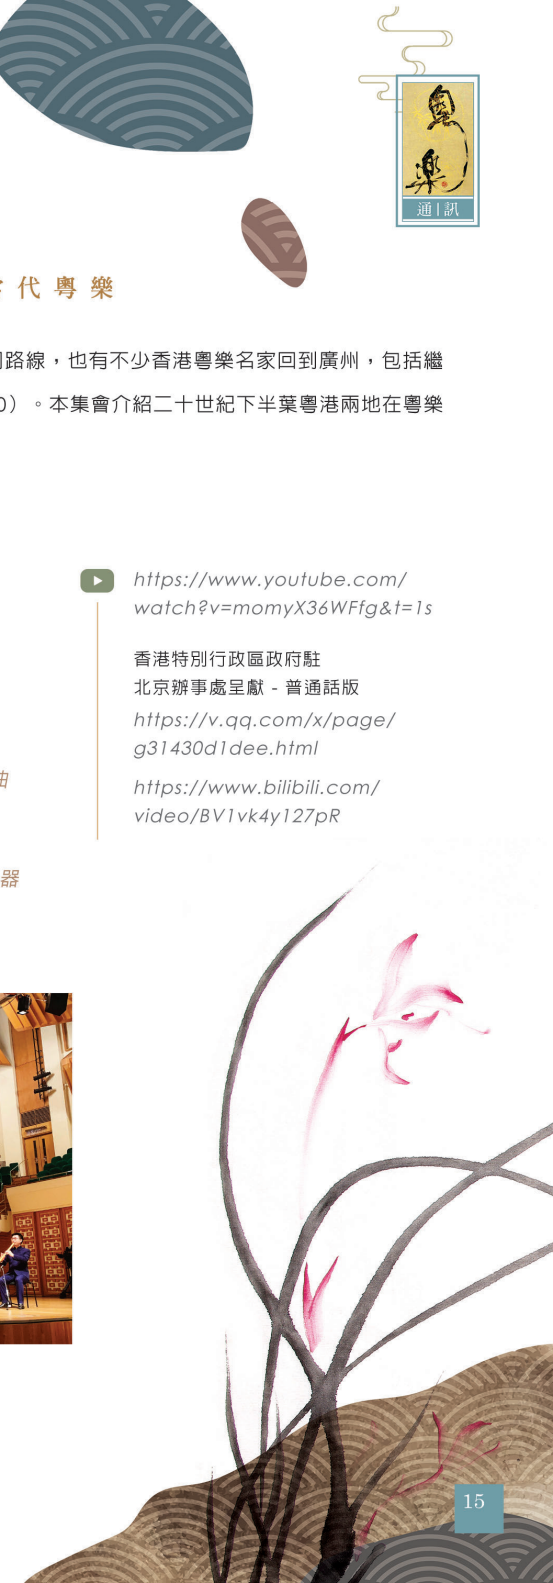 粵樂
通|訊
代粵樂
路線，也有不少香港粵樂名家回到廣州，包括繼
0）。本集會介紹二十世紀下半葉粵港兩地在粵樂
https://www.youtube.com/
watch?v=momyX36WFfg&t=1s
香港特別行政區政府駐
北京辦事處呈獻 - 普通話版
https://v.qq.com/x/page/
g31430d1dee.html
https://www.bilibili.com/
video/BV1vk4y127pR
器
15